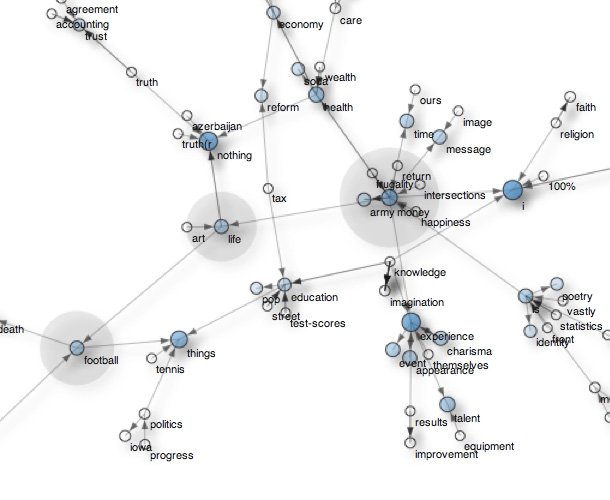 agreement
accounting
trust
economy
care
truth
soda
wealth
reform
health
ours
image
faith
azerbaijan
time
religion
truth(r
nothing
message
return
frugality
100%
tax
intersections
army
money
i
happiness
art
life
knowledge
pop
education
imagination
poetry
street
is
vastly
test-scores
statistics
death
front
experience
identity
football
things
charisma
event
themselves
tennis
appearance
politics
results
talent
iowa
equipment
progress
improvement